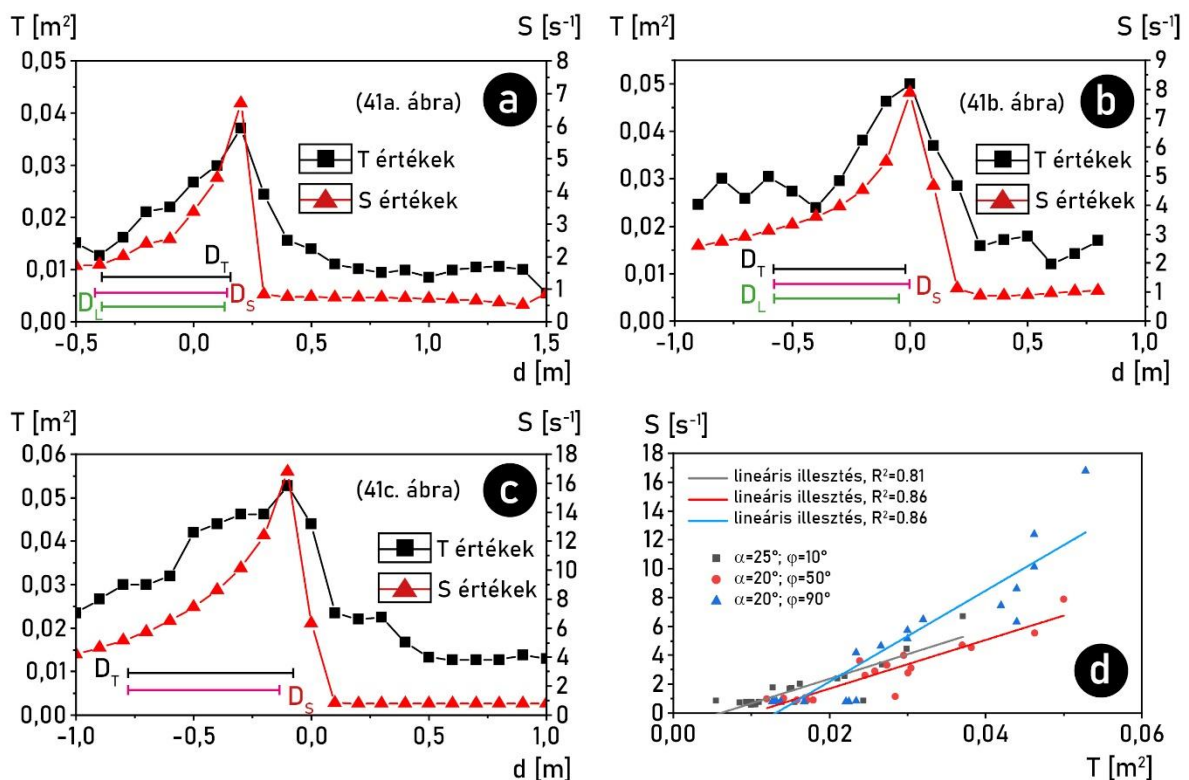 T [m²]
S [s⁻¹]
0,05
0,04
0,03
0,02
0,01
0,00
8
7
6
5
4
3
2
1
0
(41a. ábra)
a
T értékek
S értékek
D_T
D_S
D_L
-0,5
0,0
0,5
1,0
1,5
d [m]
T [m²]
S [s⁻¹]
0,05
0,04
0,03
0,02
0,01
0,00
9
8
7
6
5
4
3
2
1
0
(41b. ábra)
b
T értékek
S értékek
D_T
D_S
D_L
-1,0
-0,5
0,0
0,5
1,0
d [m]
T [m²]
S [s⁻¹]
0,06
0,05
0,04
0,03
0,02
0,01
0,00
18
16
14
12
10
8
6
4
2
0
(41c. ábra)
c
T értékek
S értékek
D_T
D_S
-1,0
-0,5
0,0
0,5
1,0
d [m]
S [s⁻¹]
18
16
14
12
10
8
6
4
2
0
lineáris illesztés, R²=0.81
lineáris illesztés, R²=0.86
lineáris illesztés, R²=0.86
α=25°; φ=10°
α=20°; φ=50°
α=20°; φ=90°
d
0,00
0,02
0,04
0,06
T [m²]